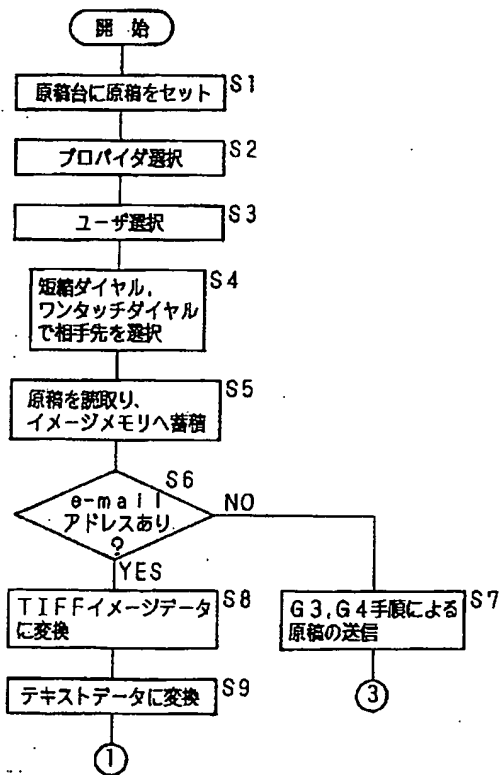 開 始
原稿台に原稿をセット S1
プロパイダ選択 S2
ユーザ選択 S3
短縮ダイヤル, S4
ワンタッチダイヤル
で相手先を選択
原稿を読取り、 S5
イメージメモリへ蓄積
S6
e-mail
アドレスあり NO
?
YES
TIFFイメージデータ S8
に変換
G3,G4手順による S7
原稿の送信
テキストデータに変換 S9
3
1